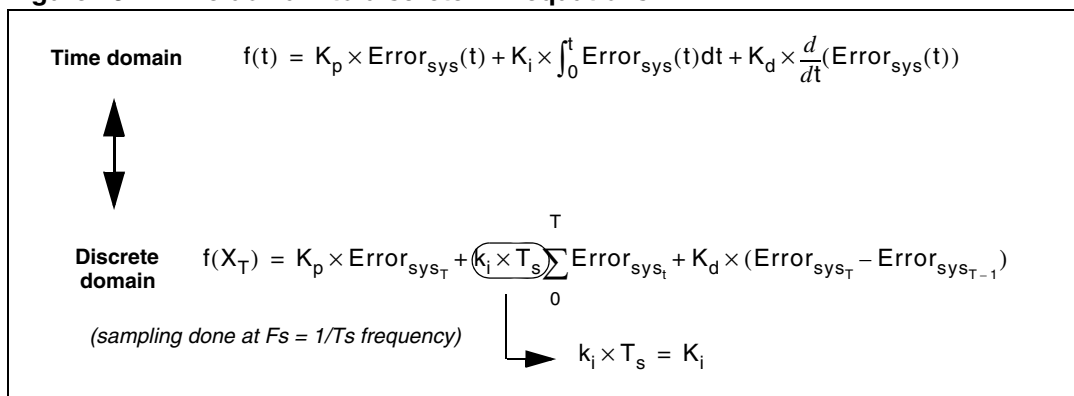 Time domain f(t) = K_p × Error_sys(t) + K_i × ∫_0^t Error_sys(t)dt + K_d × d/dt(Error_sys(t))
Discrete domain f(X_T) = K_p × Error_sys_T + k_i × T_s ∑_0^T Error_sys_t + K_d × (Error_sys_T – Error_sys_T–1)
(sampling done at Fs = 1/Ts frequency)
k_i × T_s = K_i